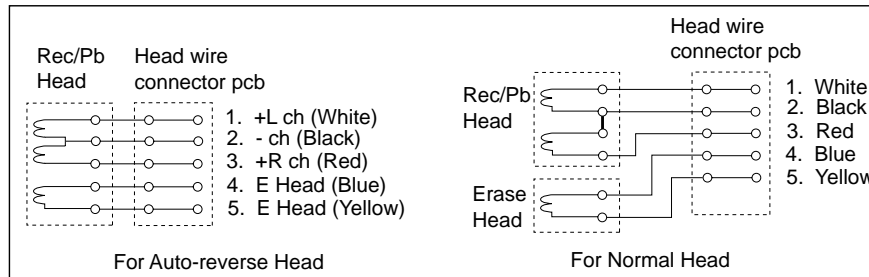 Rec/Pb
Head
Head wire
connector pcb
1. +L ch (White)
2. - ch (Black)
3. +R ch (Red)
4. E Head (Blue)
5. E Head (Yellow)
For Auto-reverse Head
Head wire
connector pcb
Rec/Pb
Head
1. White
2. Black
3. Red
4. Blue
5. Yellow
Erase
Head
For Normal Head